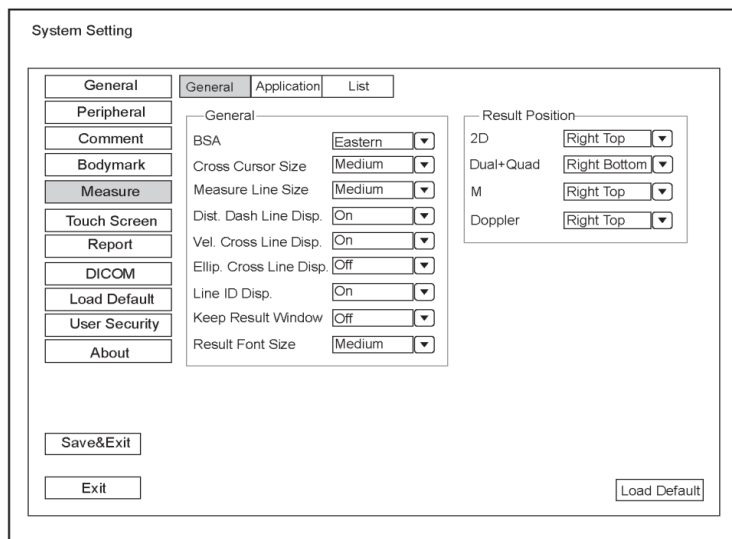 System Setting
General
Peripheral
Comment
Bodymark
Measure
Touch Screen
Report
DICOM
Load Default
User Security
About
Save&Exit
Exit
General Application List
General
BSA Eastern
Cross Cursor Size Medium
Measure Line Size Medium
Dist. Dash Line Disp. On
Vel. Cross Line Disp. On
Ellip. Cross Line Disp. Off
Line ID Disp. On
Keep Result Window Off
Result Font Size Medium
Result Position
2D Right Top
Dual+Quad Right Bottom
M Right Top
Doppler Right Top
Load Default